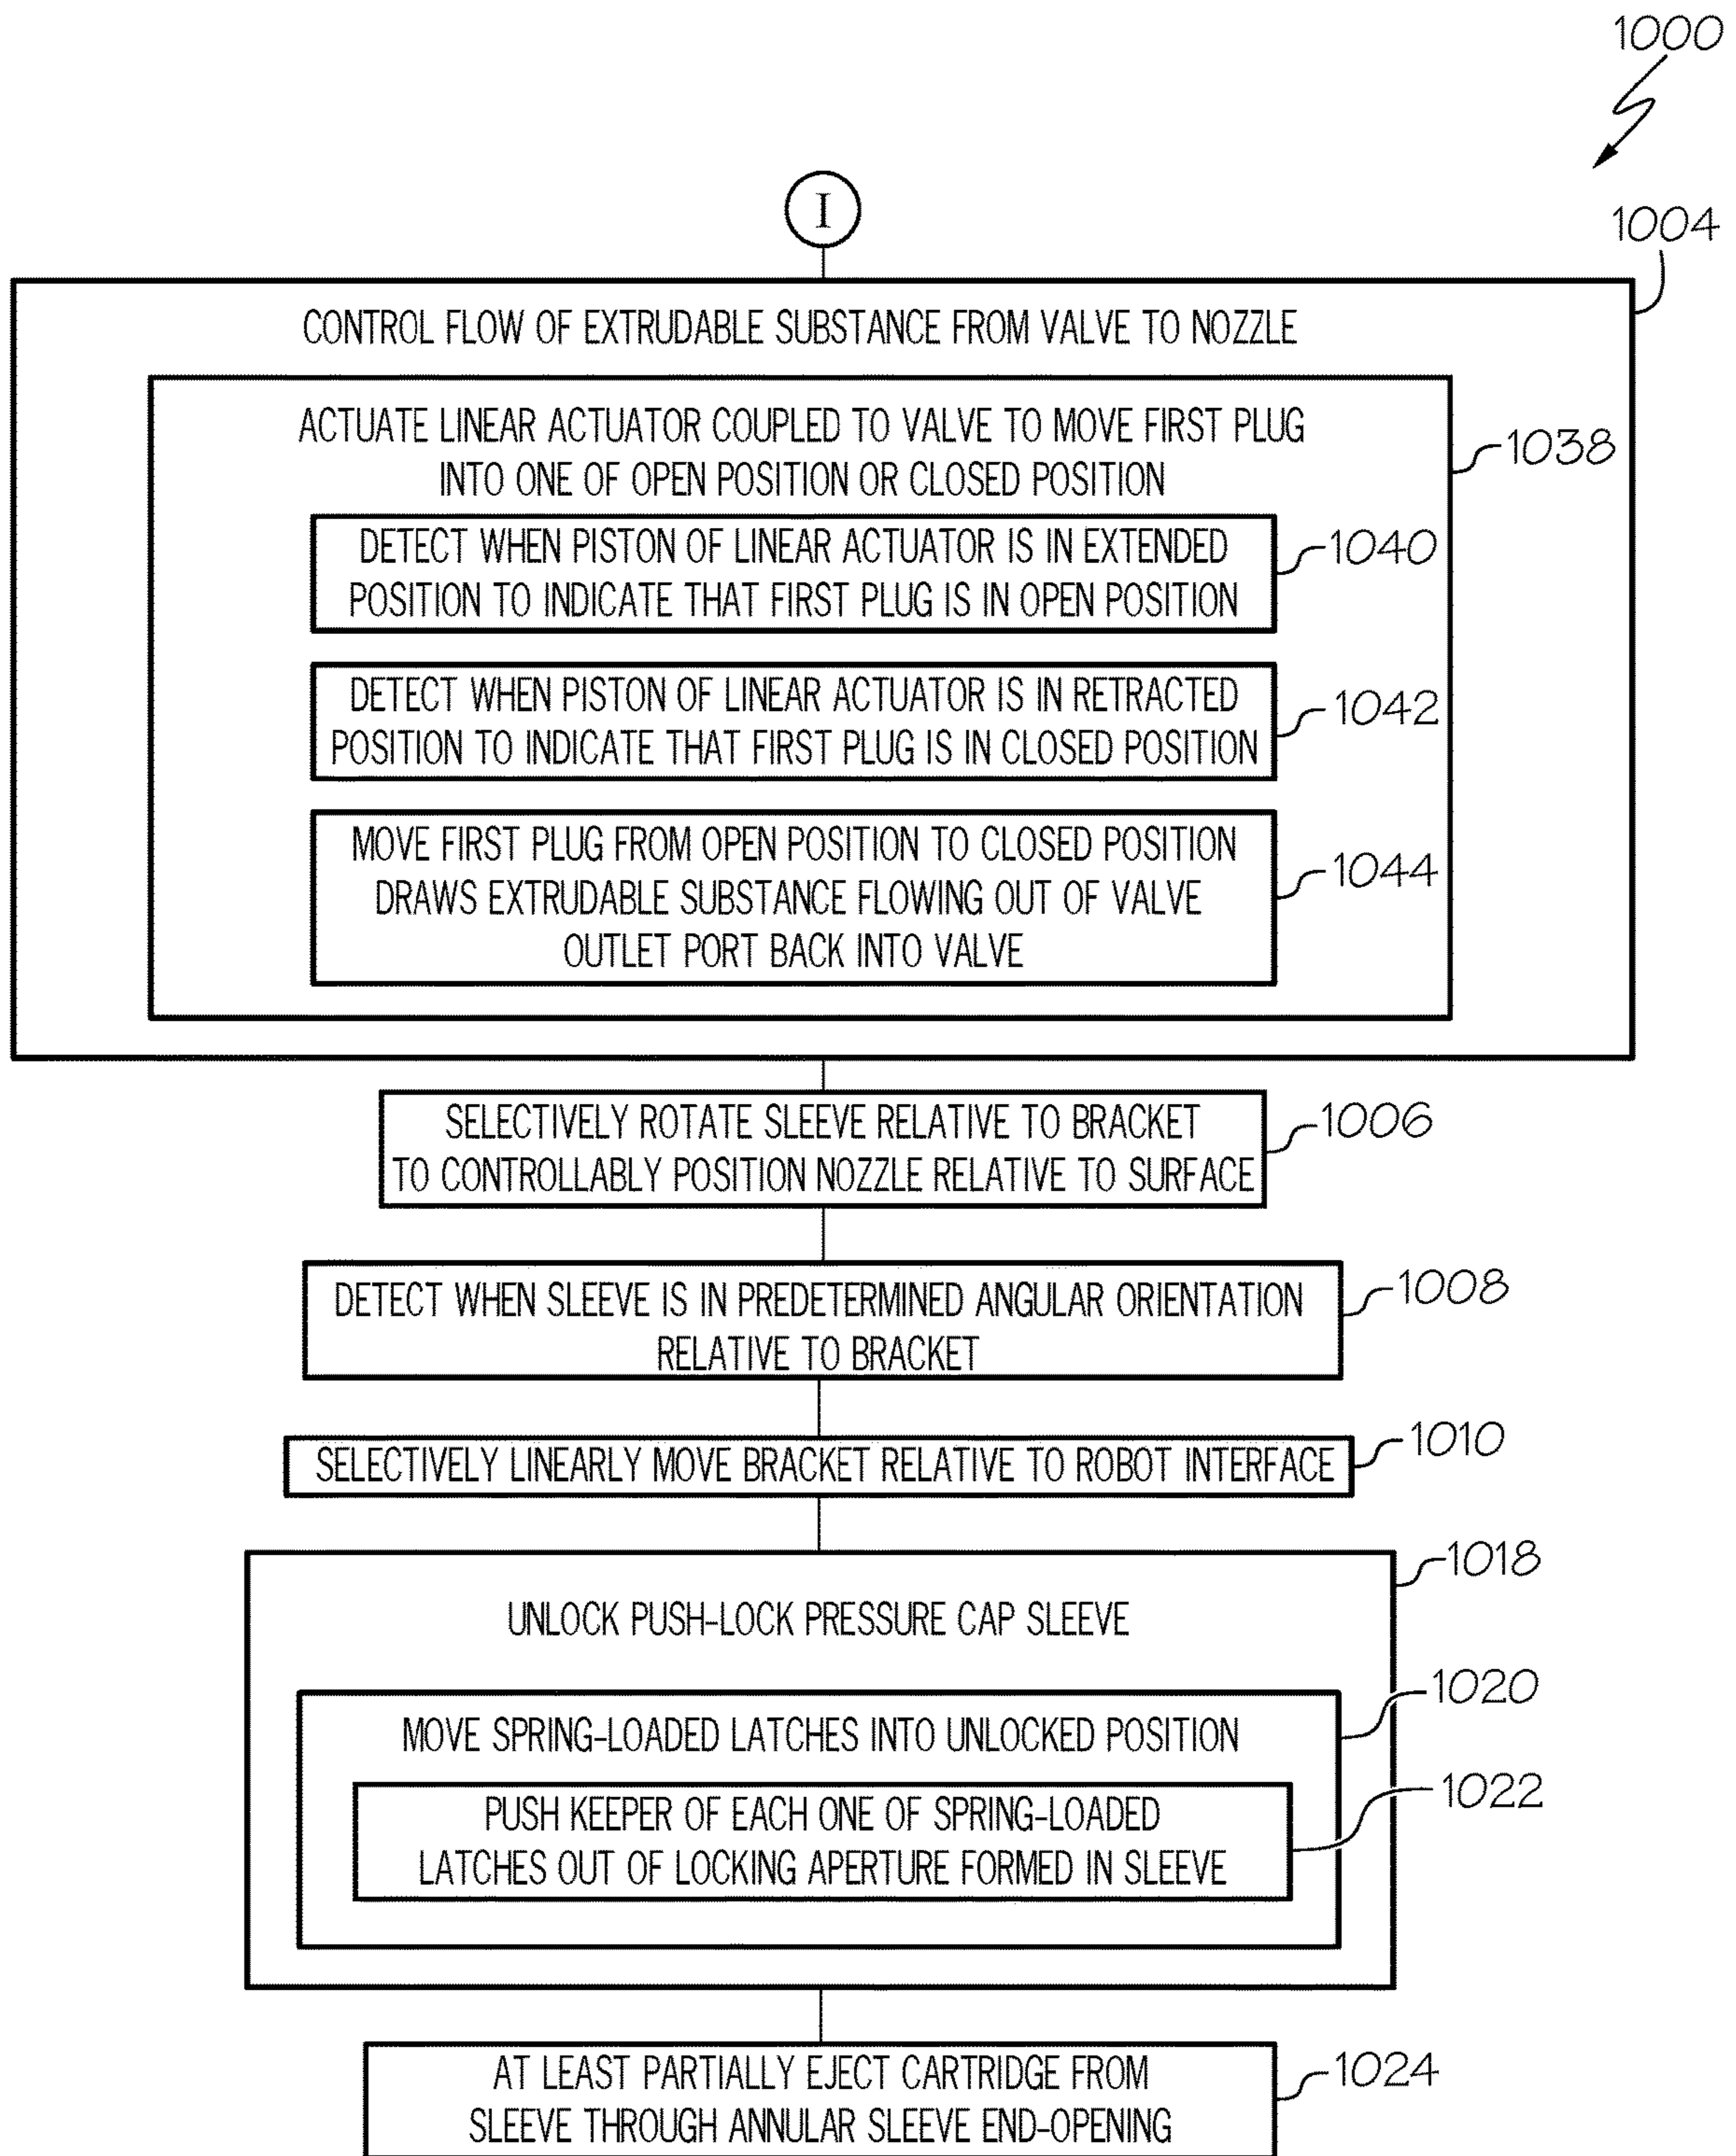 1000
I
1004
CONTROL FLOW OF EXTRUDABLE SUBSTANCE FROM VALVE TO NOZZLE
ACTUATE LINEAR ACTUATOR COUPLED TO VALVE TO MOVE FIRST PLUG
INTO ONE OF OPEN POSITION OR CLOSED POSITION
1038
DETECT WHEN PISTON OF LINEAR ACTUATOR IS IN EXTENDED
POSITION TO INDICATE THAT FIRST PLUG IS IN OPEN POSITION
1040
DETECT WHEN PISTON OF LINEAR ACTUATOR IS IN RETRACTED
POSITION TO INDICATE THAT FIRST PLUG IS IN CLOSED POSITION
1042
MOVE FIRST PLUG FROM OPEN POSITION TO CLOSED POSITION
DRAWS EXTRUDABLE SUBSTANCE FLOWING OUT OF VALVE
OUTLET PORT BACK INTO VALVE
1044
SELECTIVELY ROTATE SLEEVE RELATIVE TO BRACKET
TO CONTROLLABLY POSITION NOZZLE RELATIVE TO SURFACE
1006
DETECT WHEN SLEEVE IS IN PREDETERMINED ANGULAR ORIENTATION
RELATIVE TO BRACKET
1008
SELECTIVELY LINEARLY MOVE BRACKET RELATIVE TO ROBOT INTERFACE
1010
1018
UNLOCK PUSH-LOCK PRESSURE CAP SLEEVE
1020
MOVE SPRING-LOADED LATCHES INTO UNLOCKED POSITION
1022
PUSH KEEPER OF EACH ONE OF SPRING-LOADED
LATCHES OUT OF LOCKING APERTURE FORMED IN SLEEVE
AT LEAST PARTIALLY EJECT CARTRIDGE FROM
SLEEVE THROUGH ANNULAR SLEEVE END-OPENING
1024